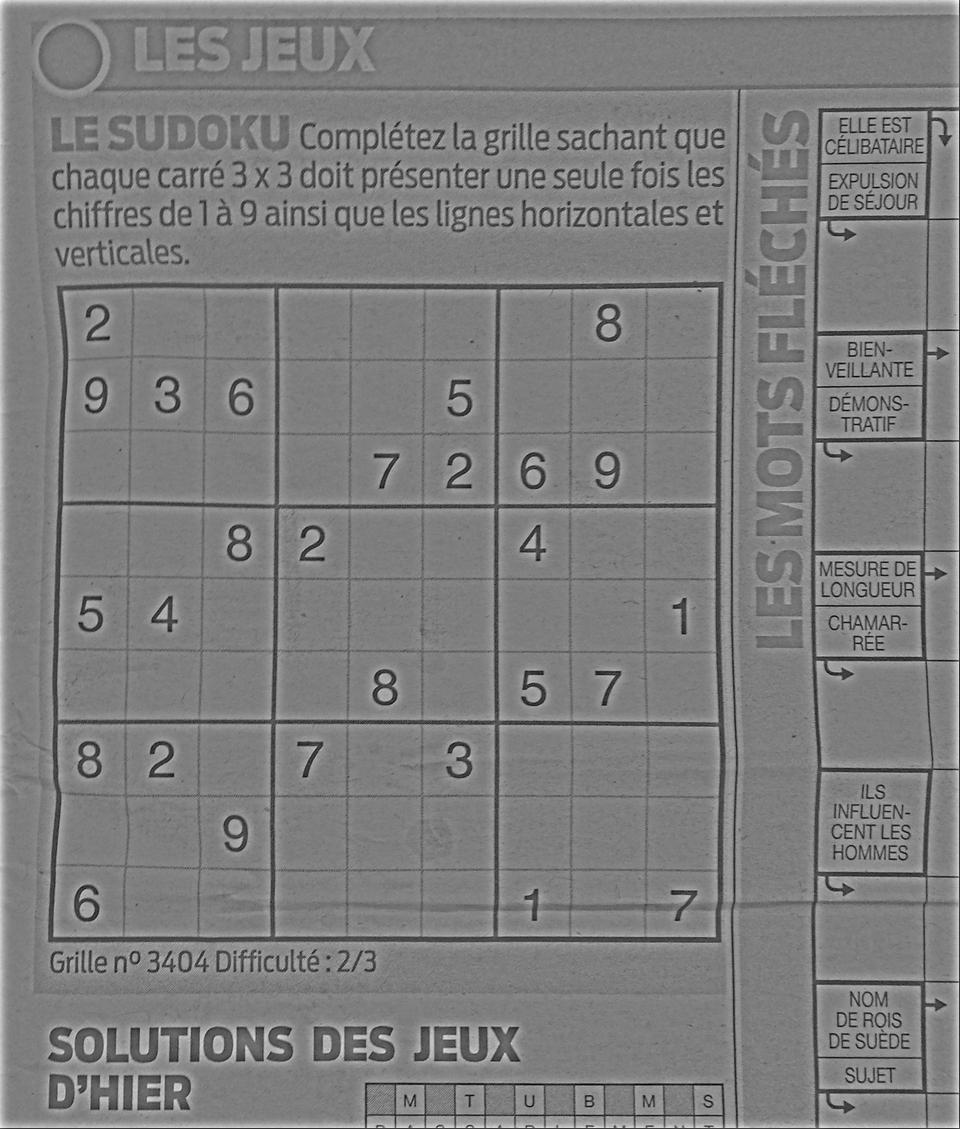 LES JEUX
LE SUDOKU Complétez la grille sachant que
chaque carré 3 x 3 doit présenter une seule fois les
chiffres de 1 à 9 ainsi que les lignes horizontales et
verticales.
2 8
9 3 6 5
7 2 6 9
8 2 4
5 4 1
8 5 7
8 2 7 3
9
6 1 7
Grille nº 3404 Difficulté : 2/3
SOLUTIONS DES JEUX
D'HIER
M T U B M S
LES MOTS FLÉCHÉS
ELLE EST
CÉLIBATAIRE
EXPULSION
DE SÉJOUR
BIEN-
VEILLANTE
DÉMONS-
TRATIF
MESURE DE
LONGUEUR
CHAMAR-
RÉE
ILS
INFLUEN-
CENT LES
HOMMES
NOM
DE ROIS
DE SUÈDE
SUJET